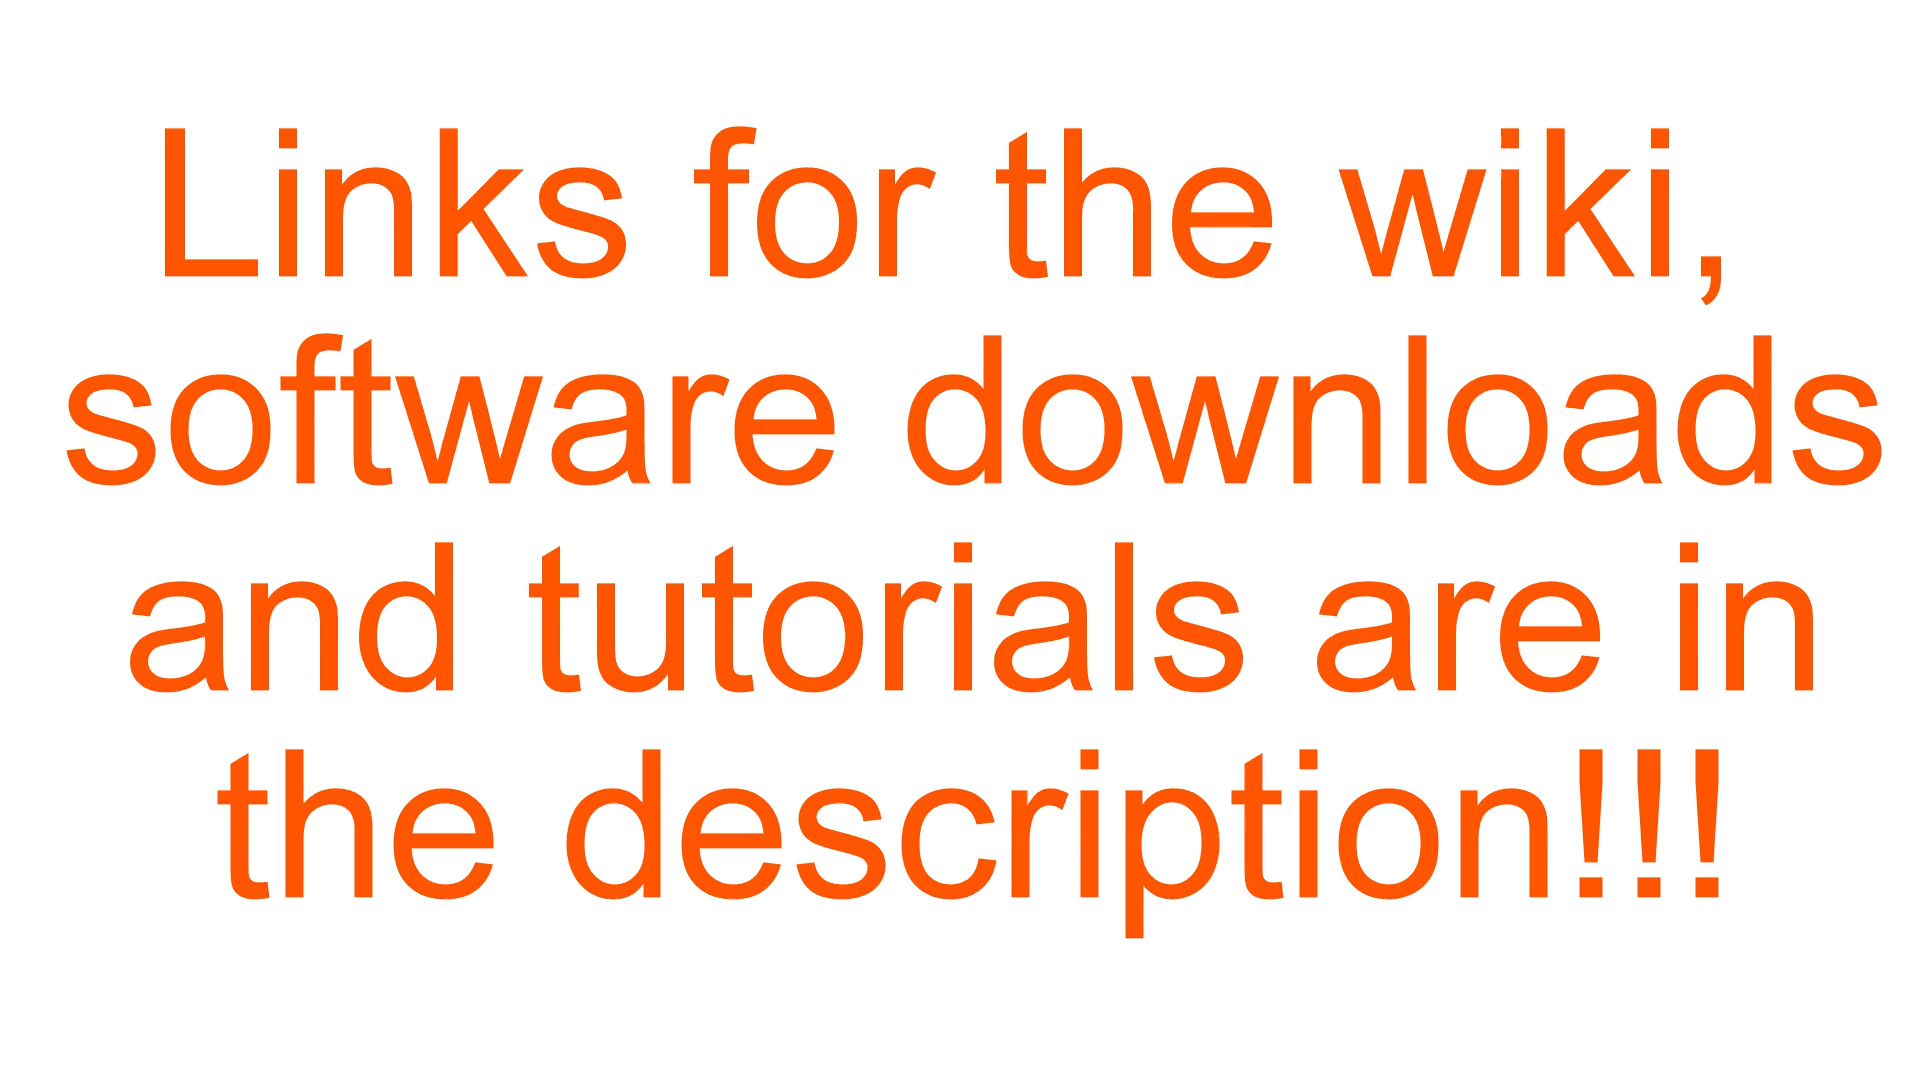 Links for the wiki,
software downloads
and tutorials are in
the description!!!